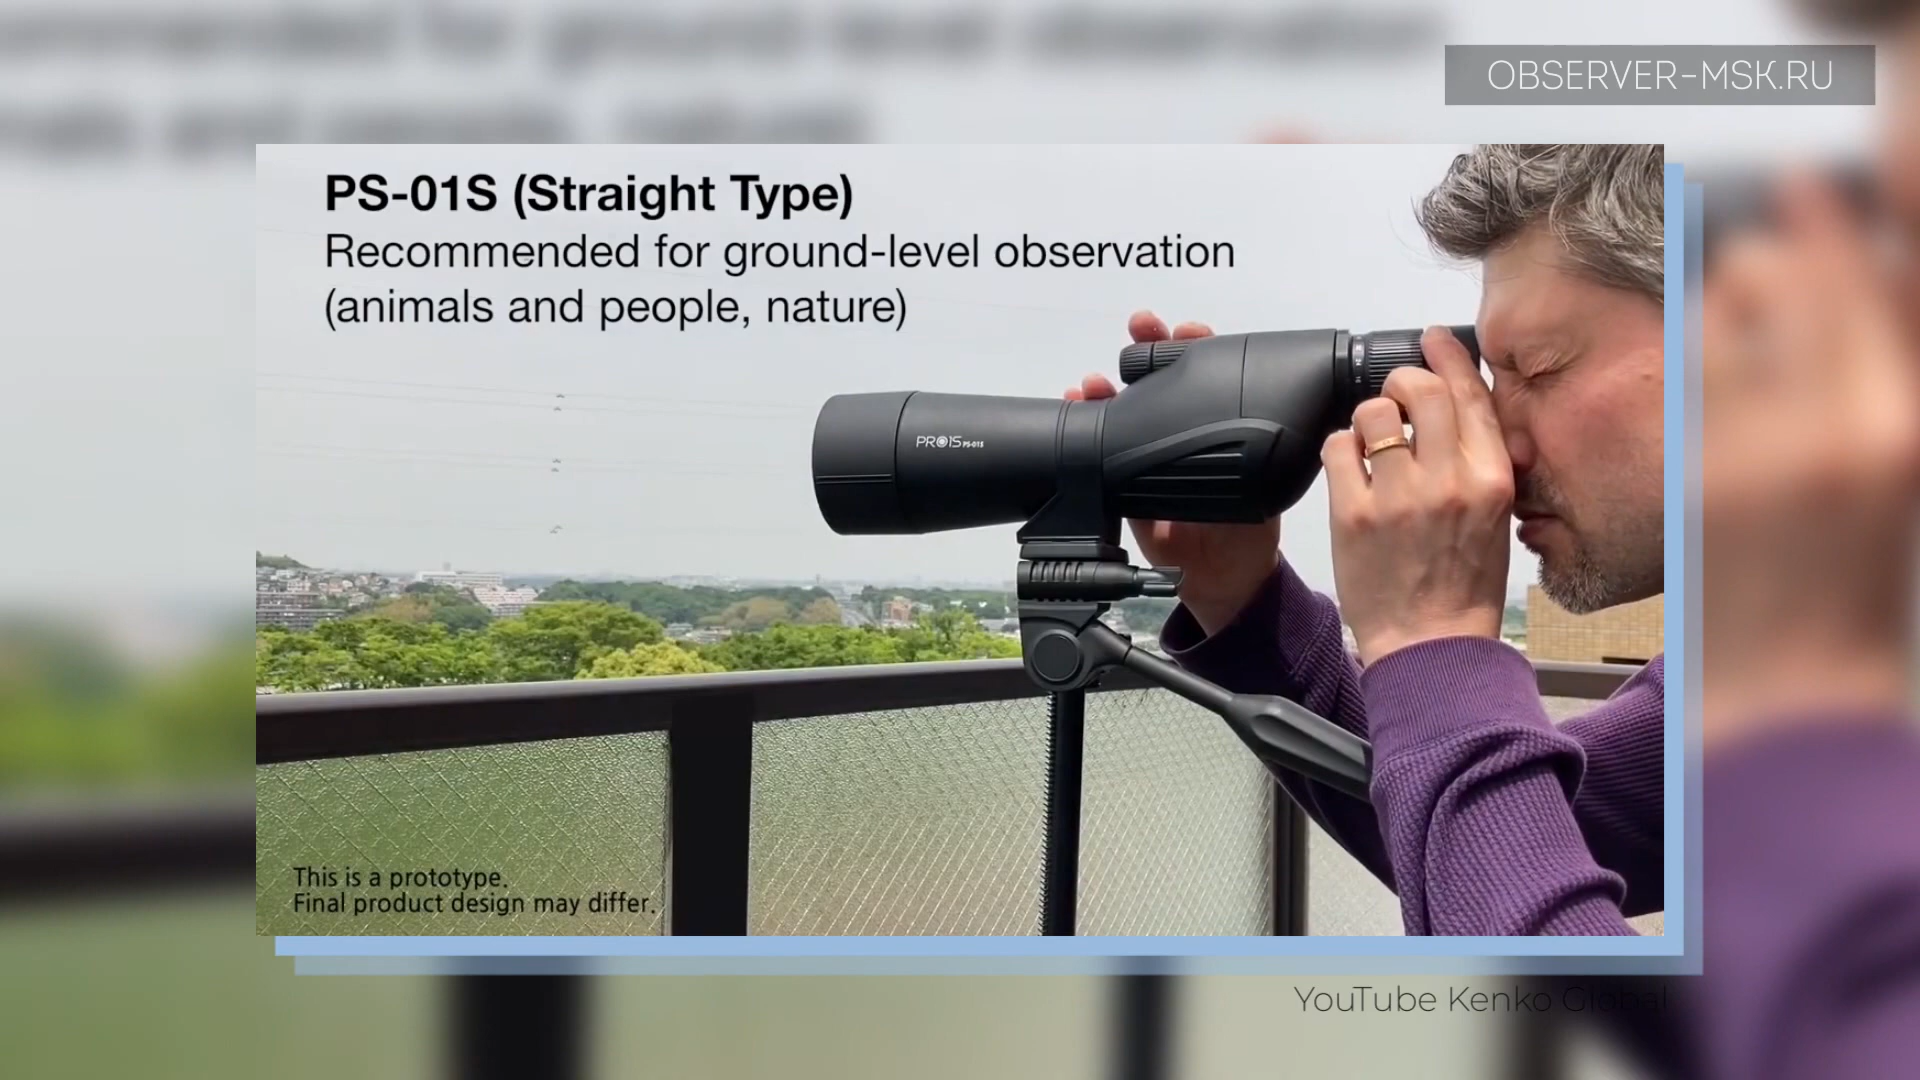 OBSERVER-MSK.RU
PS-01S (Straight Type)
Recommended for ground-level observation
(animals and people, nature)
PROIS PS-01S
This is a prototype.
Final product design may differ.
YouTube Kenko Global